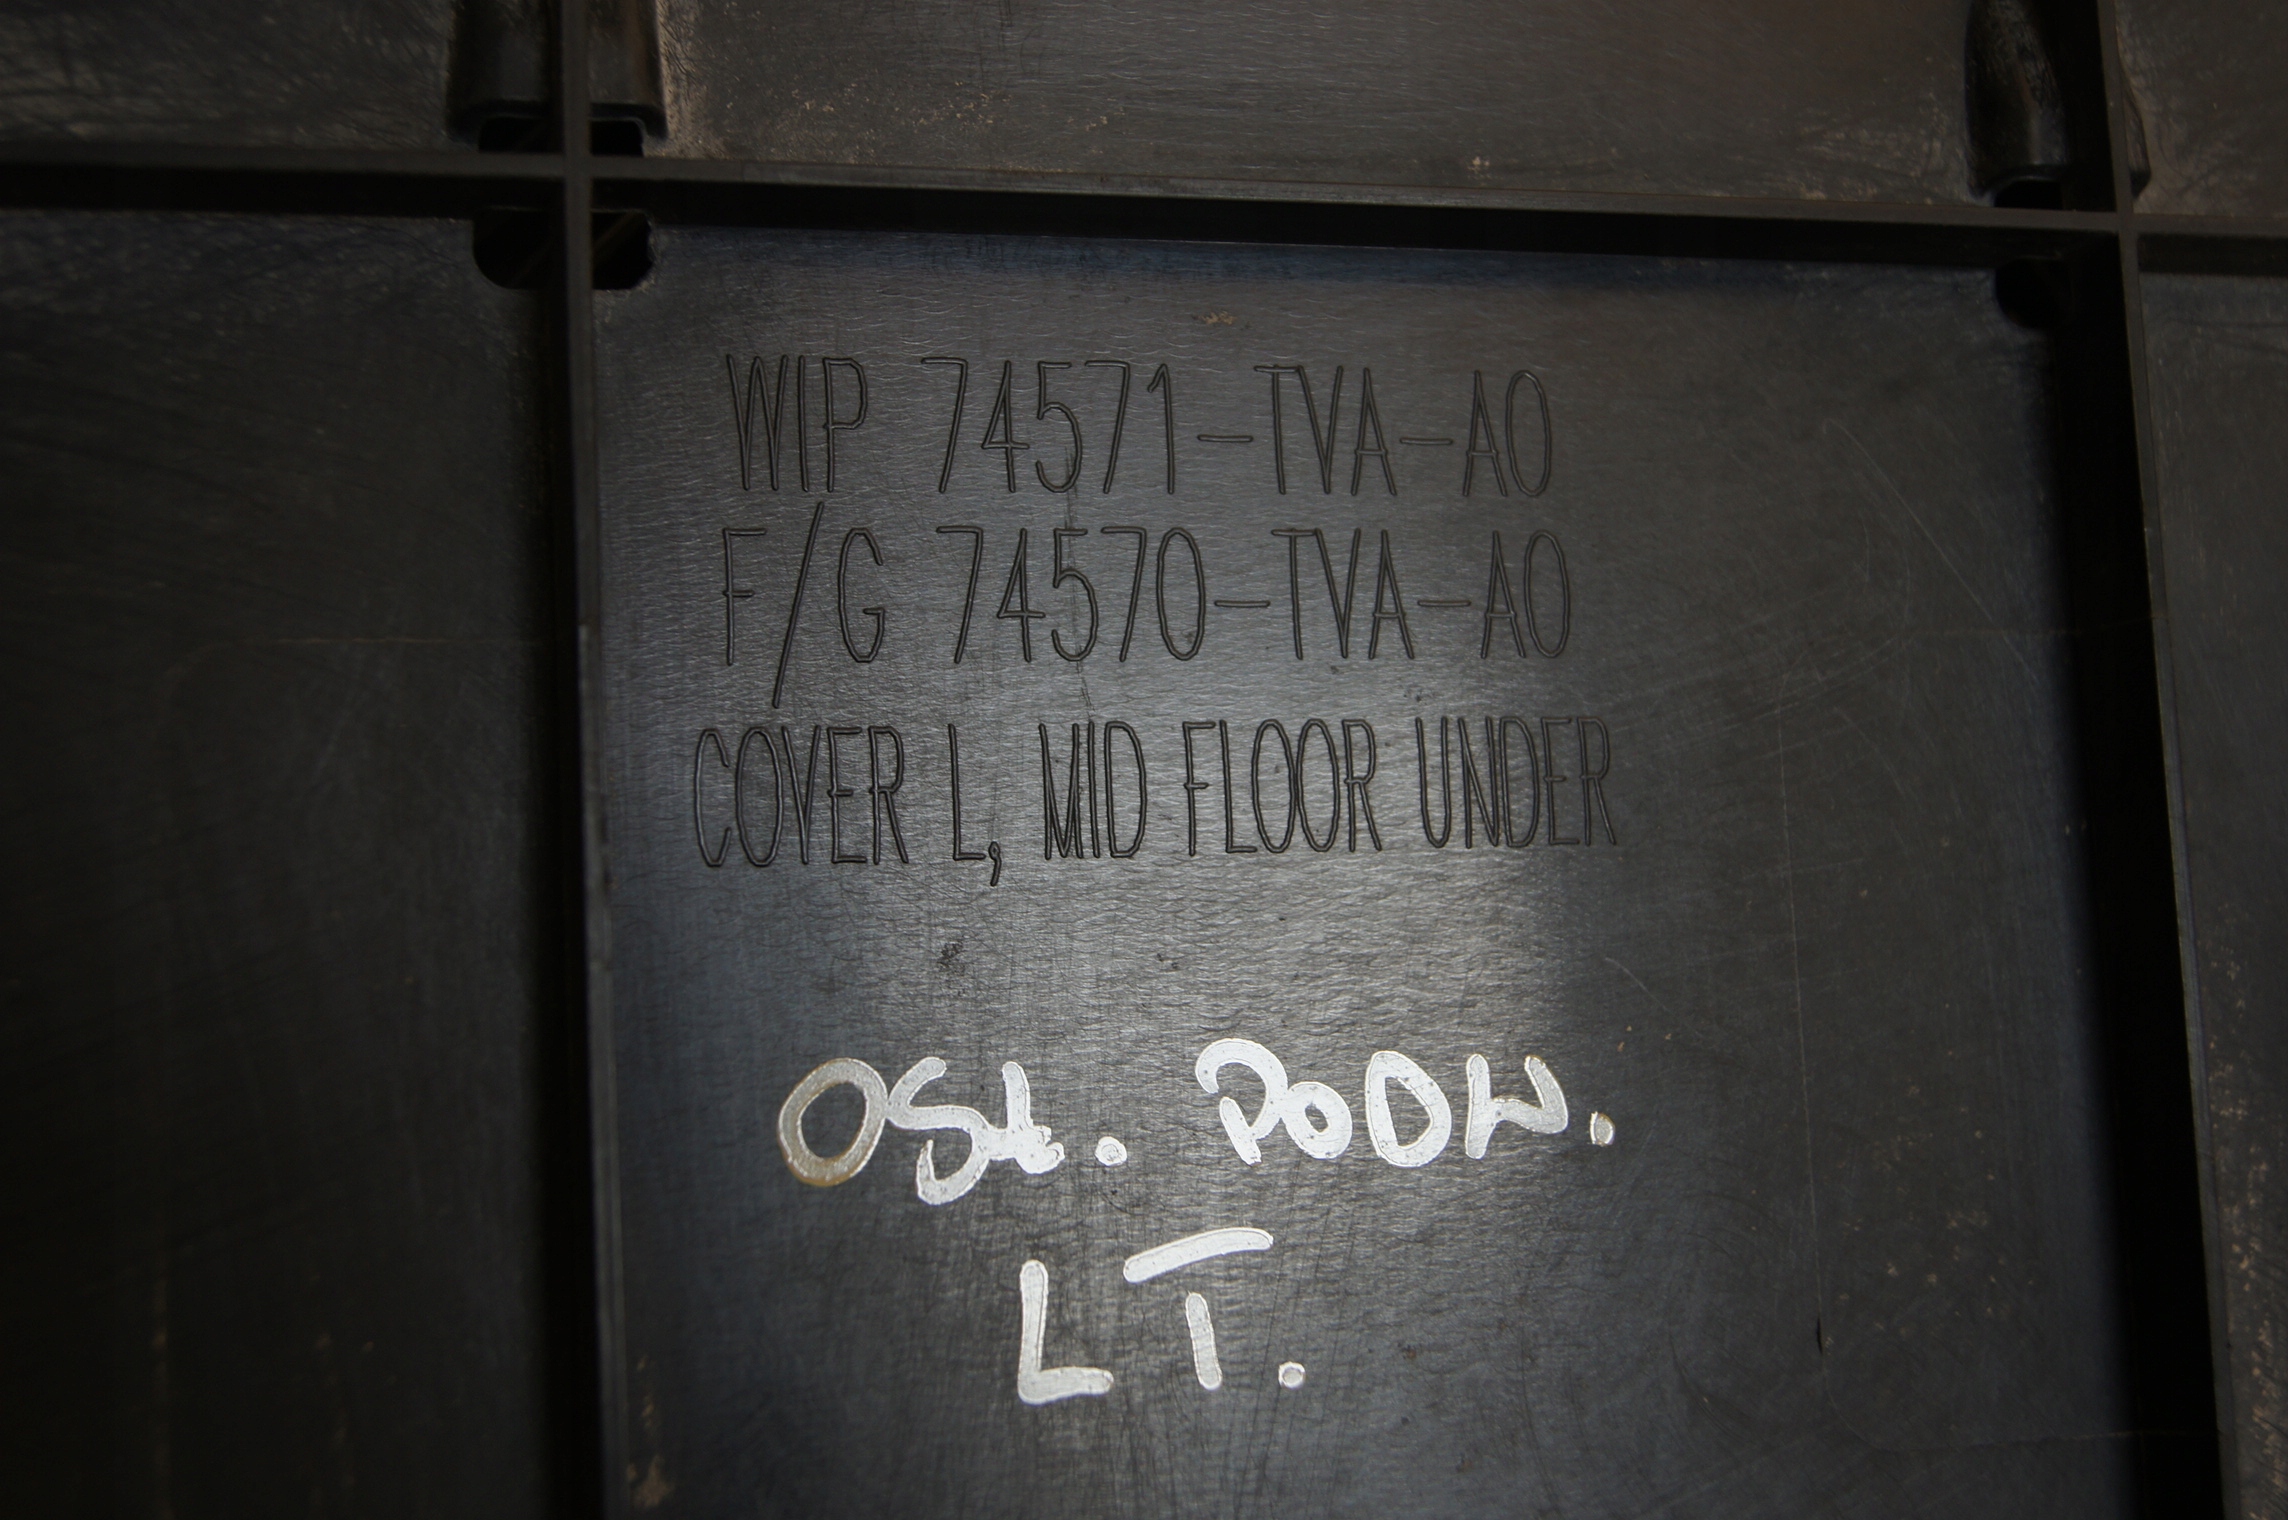 WIP 74571-TVA-A0
F/G 74570-TVA-A0
COVER L, MID FLOOR UNDER
OSŁ. PODW.
LT.